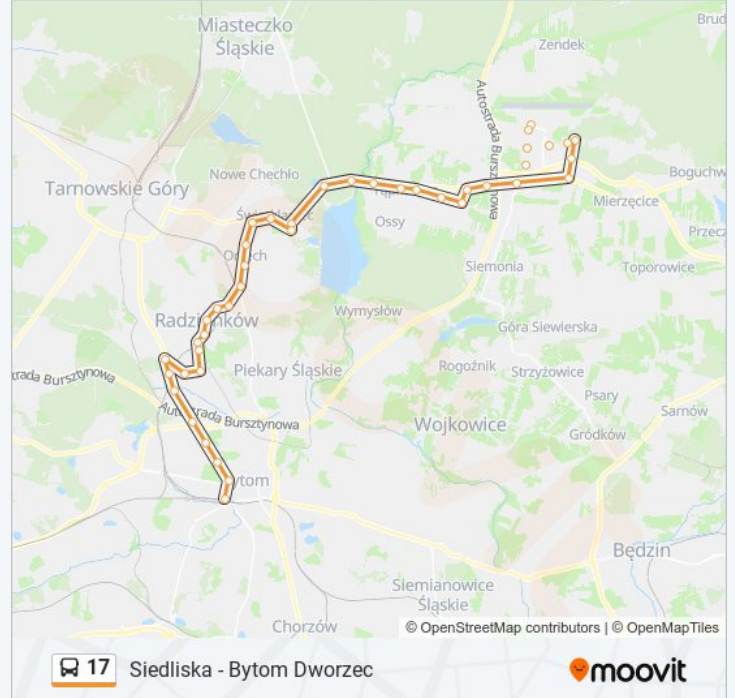 Brud
Miasteczko
Śląskie
Zendek
Autostrada Bursztynowa
Nowe Chechło
Boguchw
Tarnowskie Góry
Mierzęcice
Ossy
Przecz
Siemonia
Toporowice
Wymysłów
Radzionków
Góra Siewierska
Piekary Śląskie
Rogoźnik
Strzyżowice
trada Bursztynowa
Psary
Sarnów
Autostrada Bursztynowa
Wojkowice
Gródków
ytom
Będzin
Siemianowice
Śląskie
Chorzów
© OpenStreetMap contributors | © OpenMapTiles
17
Siedliska - Bytom Dworzec
moovit